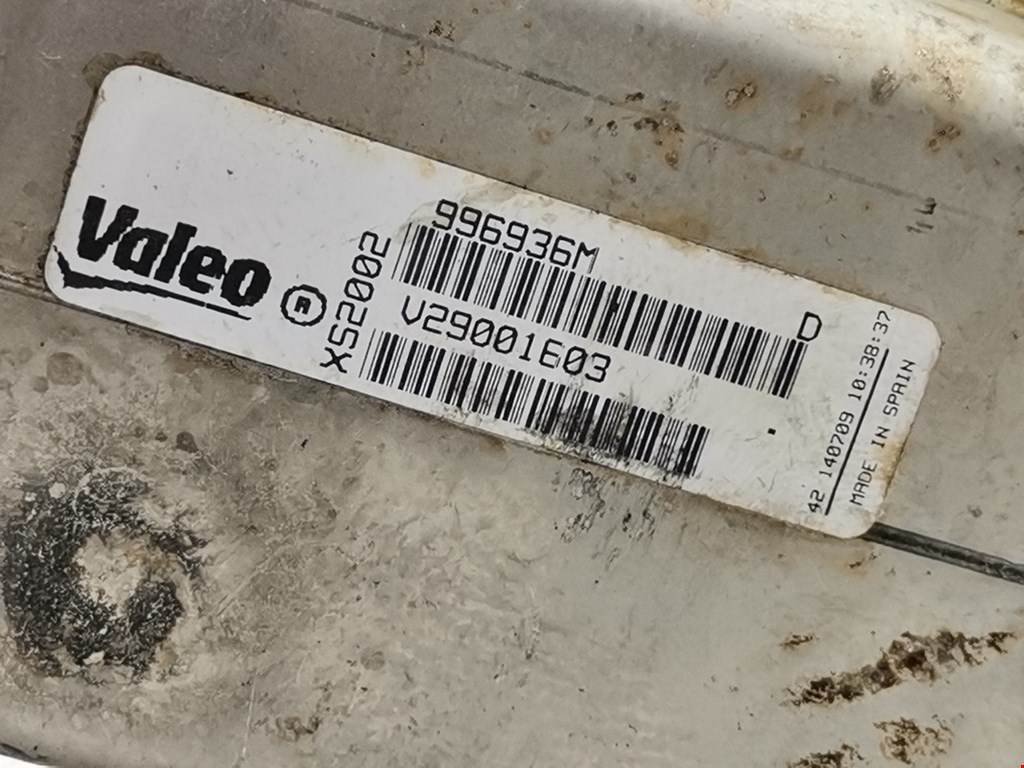 Valeo ®
XS2002
996936M
D
V29001E03
42 140709 10:38:37
MADE IN SPAIN